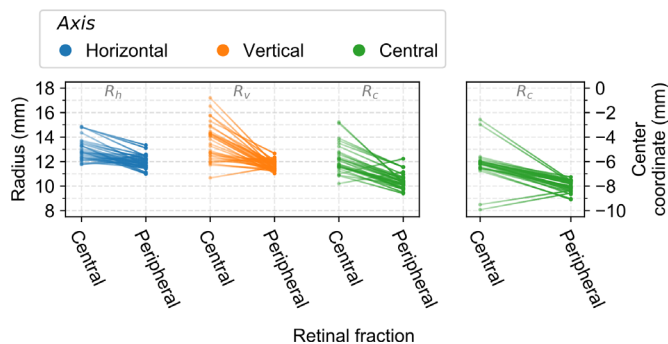 Axis
Horizontal Vertical Central
18 R_h R_v R_c R_c 0
16 −2
14 −4
12 −6
10 −8
8 −10
Radius (mm)
Center
coordinate (mm)
Central Peripheral Central Peripheral Central Peripheral Central Peripheral
Retinal fraction